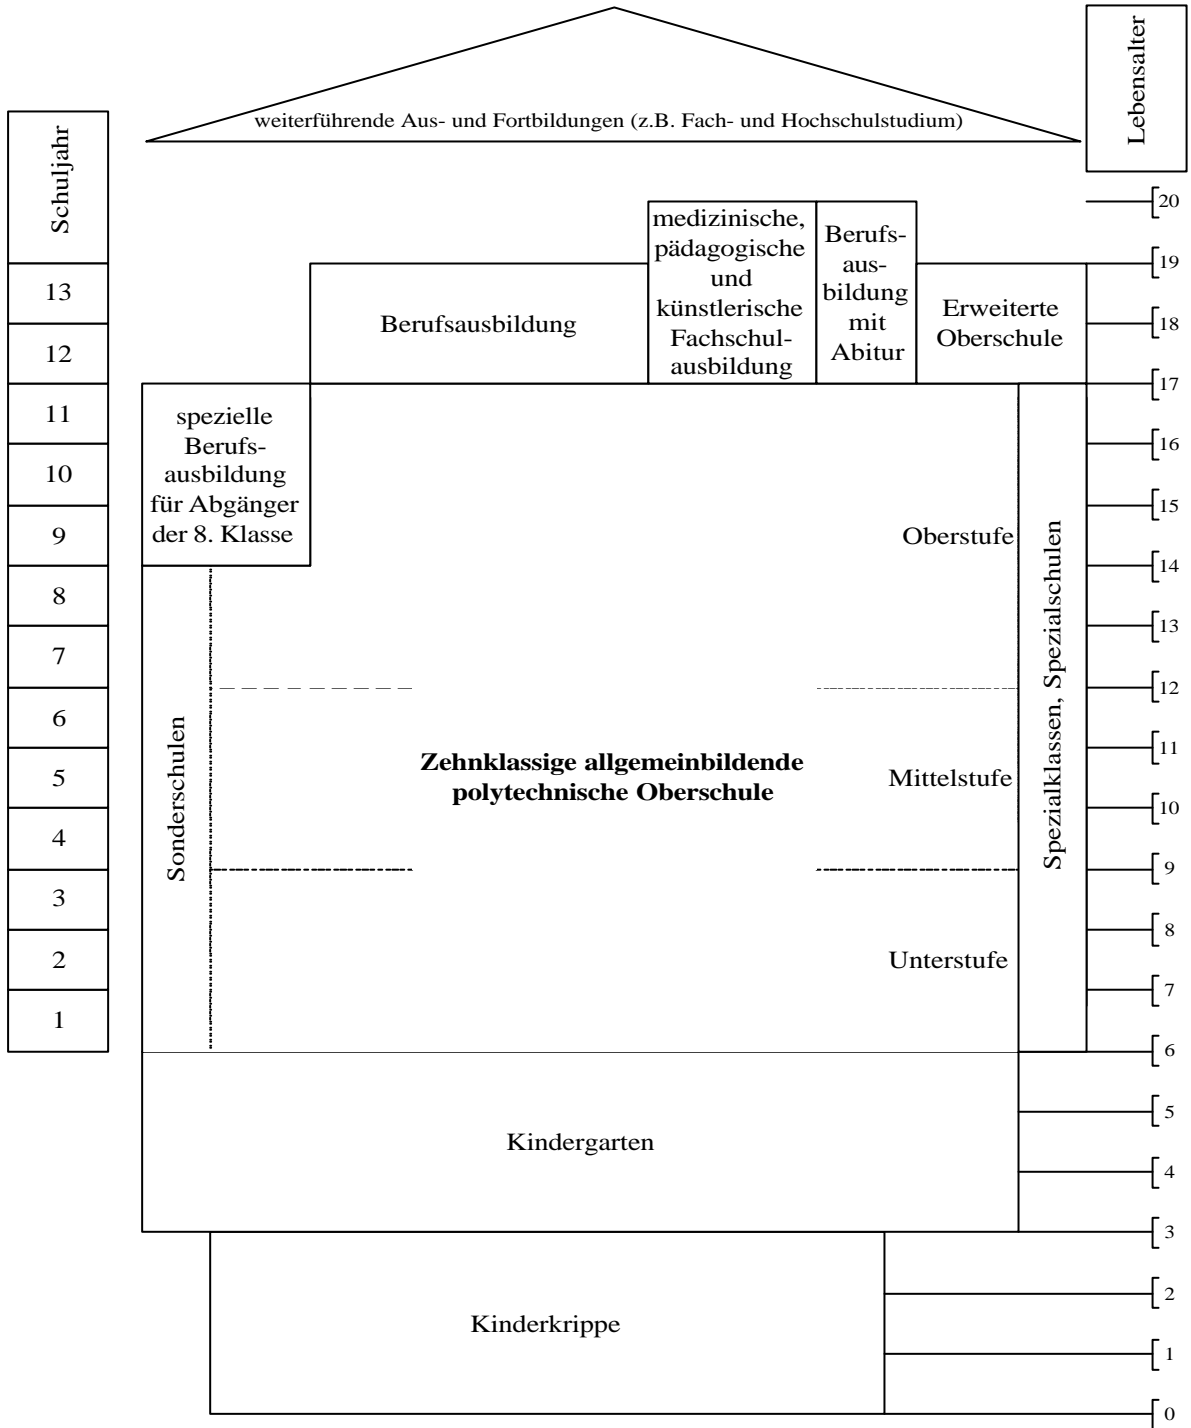 Lebensalter
weiterführende Aus- und Fortbildungen (z.B. Fach- und Hochschulstudium)
Schuljahr
13
12
11
10
9
8
7
6
5
4
3
2
1
Berufsausbildung
medizinische,
pädagogische
und
künstlerische
Fachschul-
ausbildung
Berufs-
aus-
bildung
mit
Abitur
Erweiterte
Oberschule
spezielle
Berufs-
ausbildung
für Abgänger
der 8. Klasse
Sonderschulen
Zehnklassige allgemeinbildende
polytechnische Oberschule
Oberstufe
Mittelstufe
Unterstufe
Spezialklassen, Spezialschulen
Kindergarten
Kinderkrippe
20
19
18
17
16
15
14
13
12
11
10
9
8
7
6
5
4
3
2
1
0